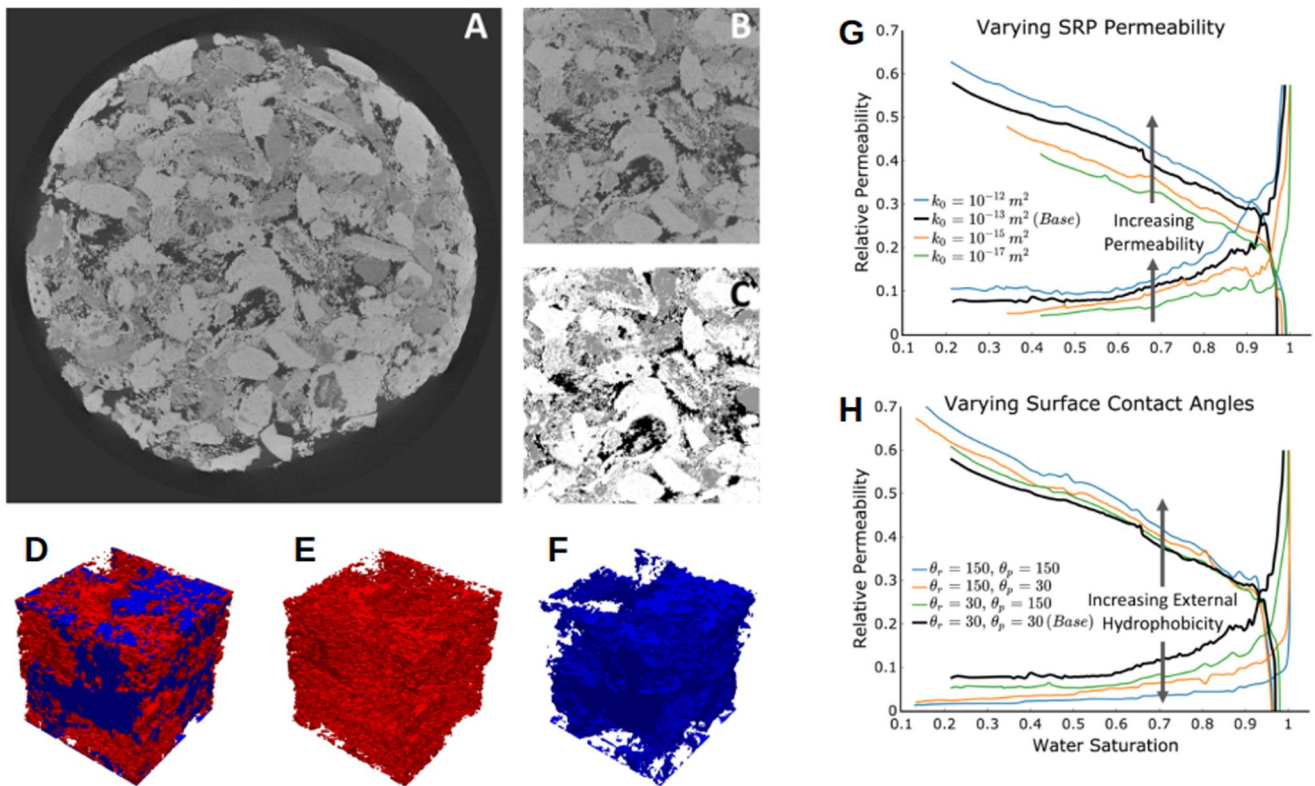 A
B
C
D
E
F
G
Varying SRP Permeability
Relative Permeability
0.7
0.6
0.5
0.4
0.3
0.2
0.1
0
k₀ = 10⁻¹² m²
k₀ = 10⁻¹³ m² (Base)
k₀ = 10⁻¹⁵ m²
k₀ = 10⁻¹⁷ m²
Increasing
Permeability
0.1 0.2 0.3 0.4 0.5 0.6 0.7 0.8 0.9 1
H
Varying Surface Contact Angles
Relative Permeability
0.7
0.6
0.5
0.4
0.3
0.2
0.1
0
θᵣ = 150, θₚ = 150
θᵣ = 150, θₚ = 30
θᵣ = 30, θₚ = 150
θᵣ = 30, θₚ = 30 (Base)
Increasing External
Hydrophobicity
0.1 0.2 0.3 0.4 0.5 0.6 0.7 0.8 0.9 1
Water Saturation